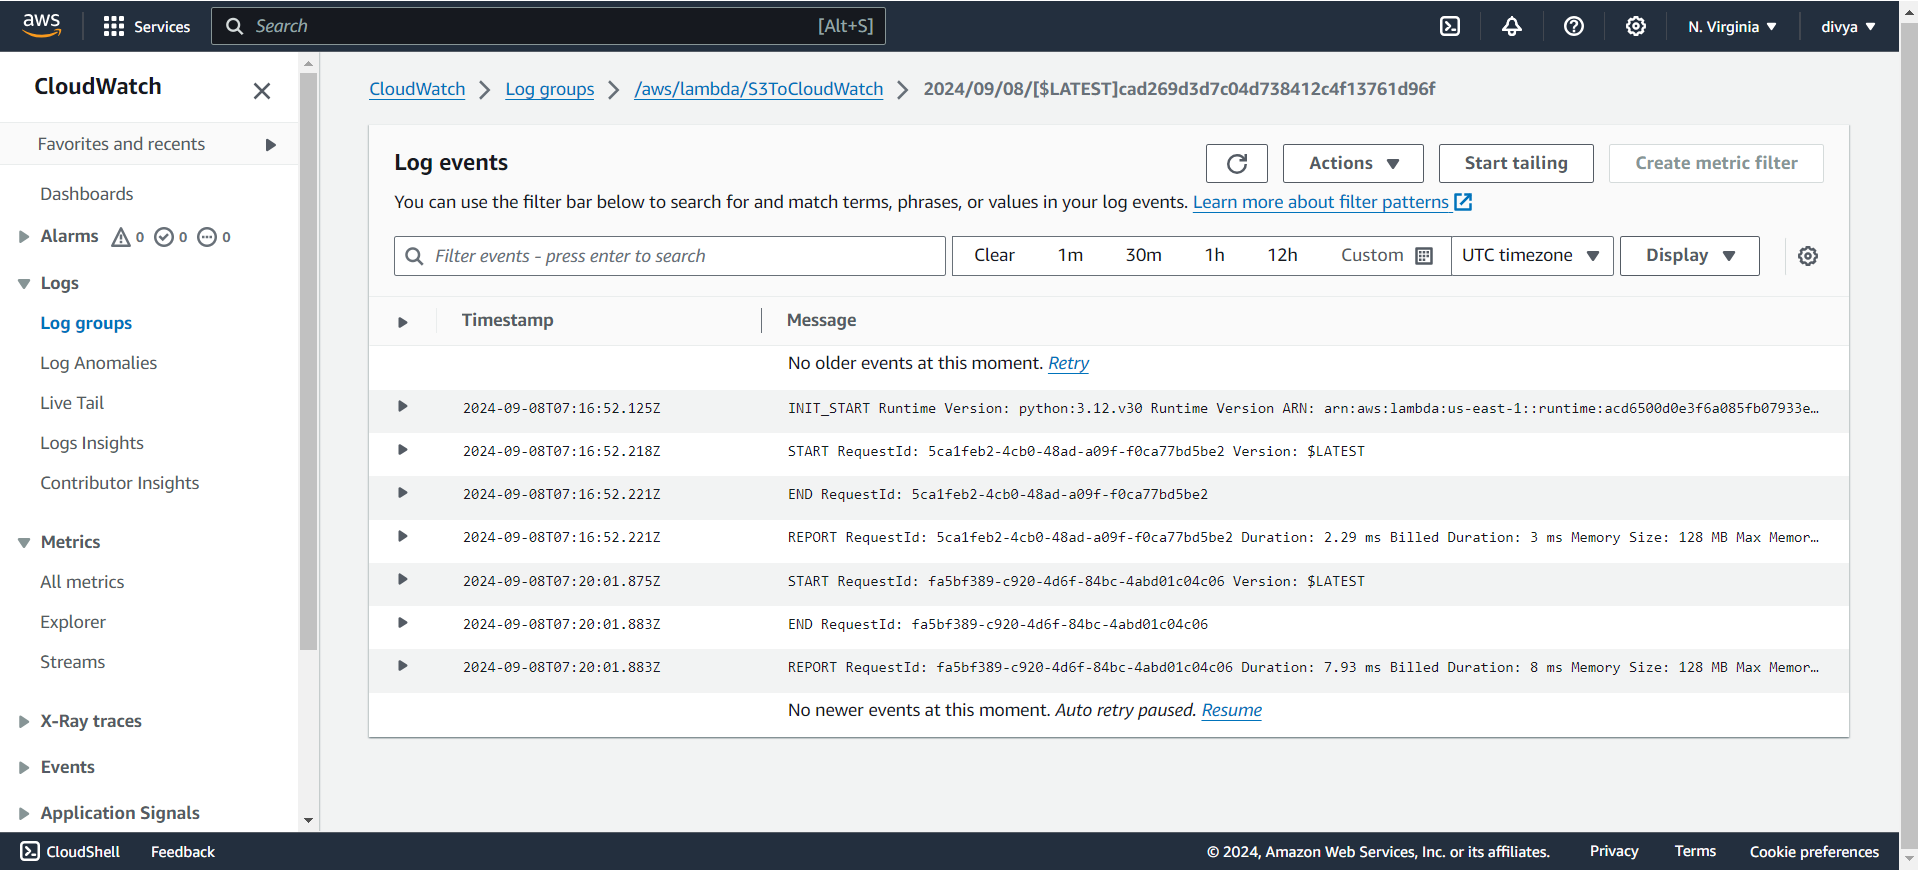 aws
Services
Search [Alt+S]
N. Virginia
divya
CloudWatch
Favorites and recents
Dashboards
Alarms 0 0 0
Logs
Log groups
Log Anomalies
Live Tail
Logs Insights
Contributor Insights
Metrics
All metrics
Explorer
Streams
X-Ray traces
Events
Application Signals
CloudWatch Log groups /aws/lambda/S3ToCloudWatch 2024/09/08/[$LATEST]cad269d3d7c04d738412c4f13761d96f
Log events
Actions Start tailing Create metric filter
You can use the filter bar below to search for and match terms, phrases, or values in your log events. Learn more about filter patterns
Filter events - press enter to search Clear 1m 30m 1h 12h Custom UTC timezone Display
Timestamp Message
No older events at this moment. Retry
2024-09-08T07:16:52.125Z INIT_START Runtime Version: python:3.12.v30 Runtime Version ARN: arn:aws:lambda:us-east-1::runtime:acd6500d0e3f6a085fb07933e…
2024-09-08T07:16:52.218Z START RequestId: 5ca1feb2-4cb0-48ad-a09f-f0ca77bd5be2 Version: $LATEST
2024-09-08T07:16:52.221Z END RequestId: 5ca1feb2-4cb0-48ad-a09f-f0ca77bd5be2
2024-09-08T07:16:52.221Z REPORT RequestId: 5ca1feb2-4cb0-48ad-a09f-f0ca77bd5be2 Duration: 2.29 ms Billed Duration: 3 ms Memory Size: 128 MB Max Memor…
2024-09-08T07:20:01.875Z START RequestId: fa5bf389-c920-4d6f-84bc-4abd01c04c06 Version: $LATEST
2024-09-08T07:20:01.883Z END RequestId: fa5bf389-c920-4d6f-84bc-4abd01c04c06
2024-09-08T07:20:01.883Z REPORT RequestId: fa5bf389-c920-4d6f-84bc-4abd01c04c06 Duration: 7.93 ms Billed Duration: 8 ms Memory Size: 128 MB Max Memor…
No newer events at this moment. Auto retry paused. Resume
CloudShell Feedback © 2024, Amazon Web Services, Inc. or its affiliates. Privacy Terms Cookie preferences